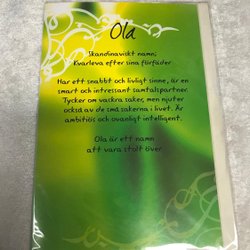 Ola
Skandinaviskt namn;
Kvarleva efter sina förfäder
Har ett snabbt och livligt sinne, är en
smart och intressant samtalspartner.
Tycker om vackra saker, men njuter
också av de små sakerna i livet. Är
ambitiös och ovanligt intelligent.
Ola är ett namn
att vara stolt över